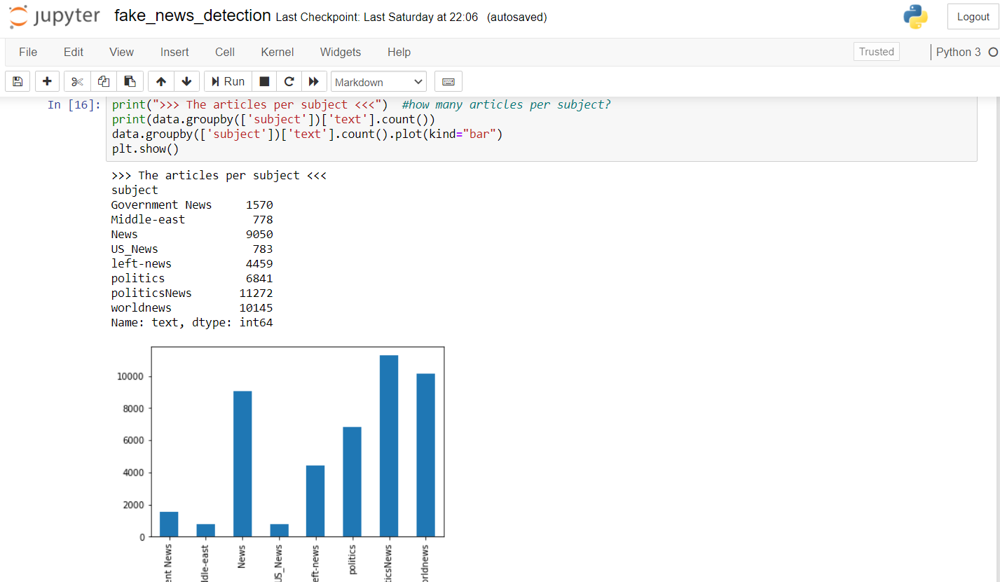 jupyter fake_news_detection Last Checkpoint: Last Saturday at 22:06 (autosaved) Logout
File Edit View Insert Cell Kernel Widgets Help Trusted Python 3
Run Markdown
In [16]: print(">>> The articles per subject <<<")  #how many articles per subject?
print(data.groupby(['subject'])['text'].count())
data.groupby(['subject'])['text'].count().plot(kind="bar")
plt.show()
>>> The articles per subject <<<
subject
Government News     1570
Middle-east          778
News                9050
US_News              783
left-news           4459
politics            6841
politicsNews       11272
worldnews          10145
Name: text, dtype: int64
10000
8000
6000
4000
2000
0
ent News
ddle-east
News
US_News
eft-news
politics
ticsNews
orldnews